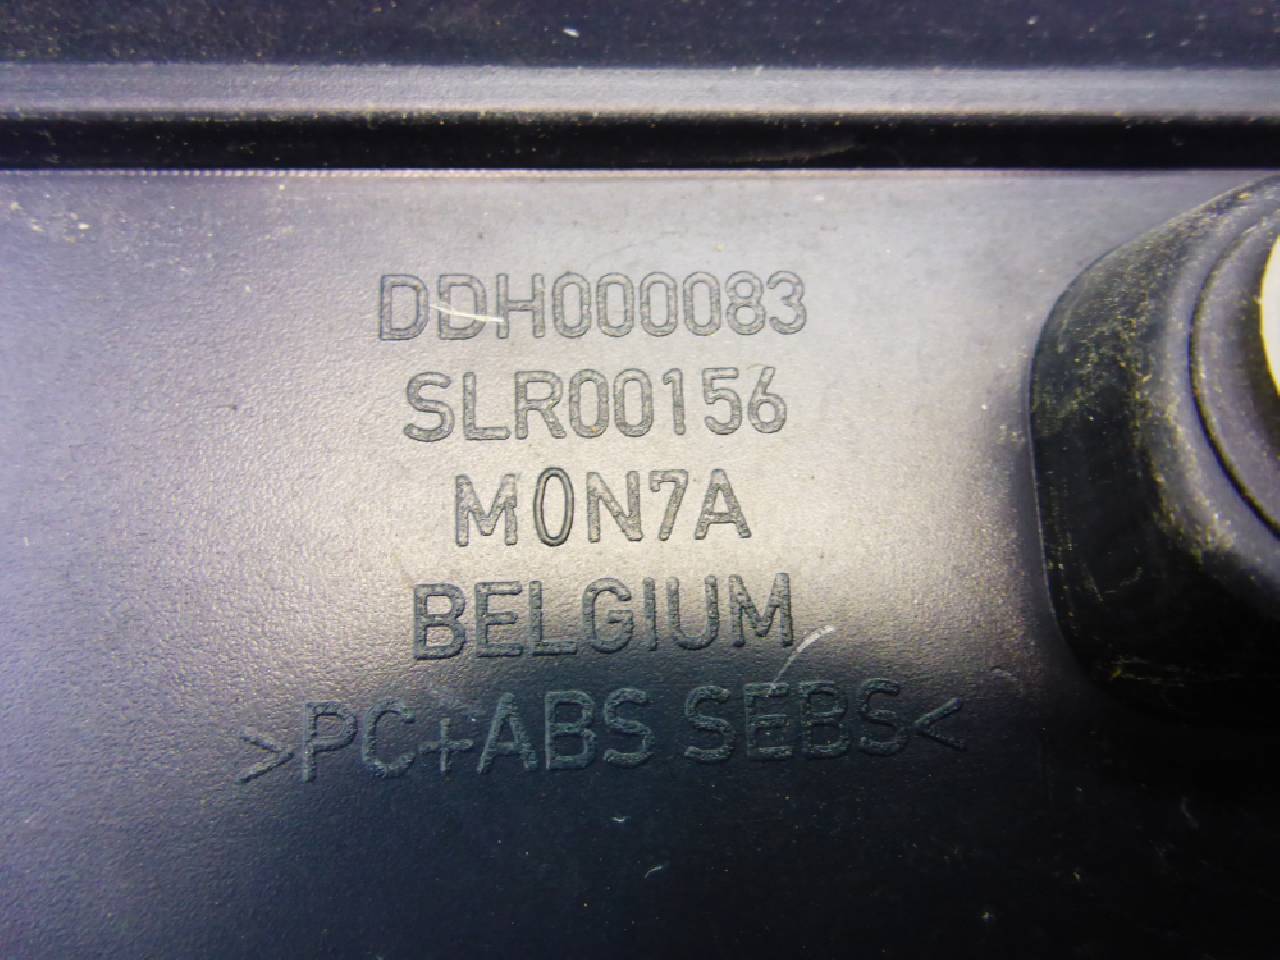 DDH000083
SLR00156
M0N7A
BELGIUM
>PC+ABS SEBS<